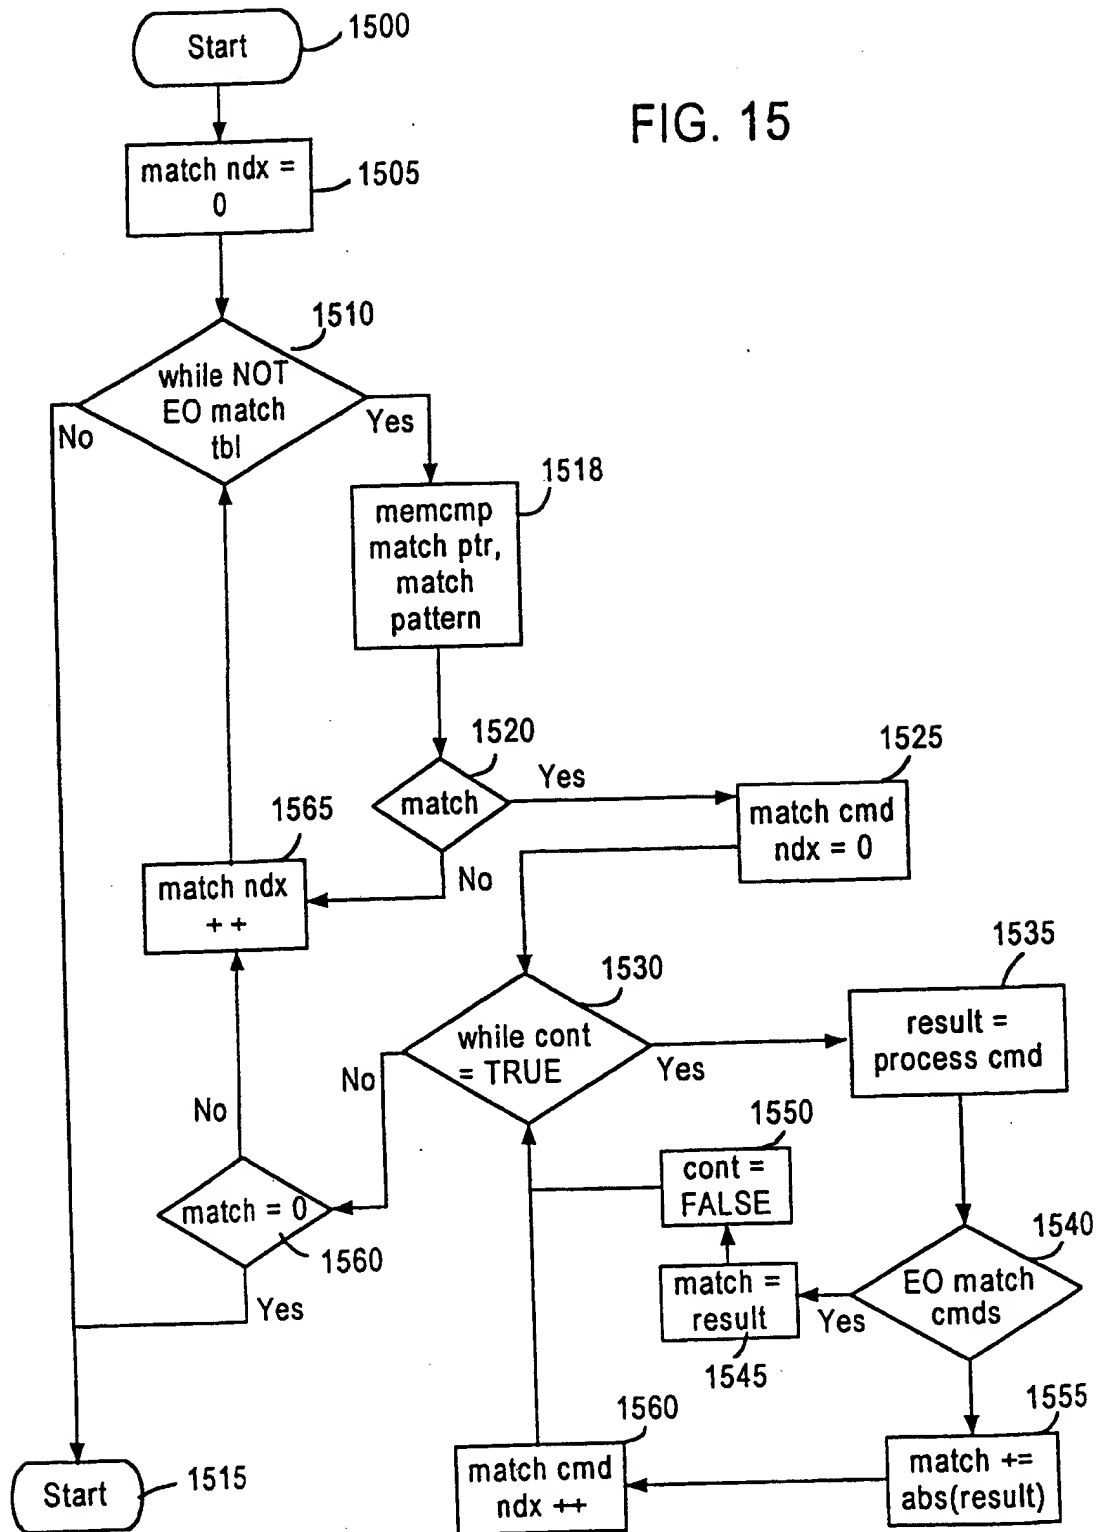 Start
1500
FIG. 15
match ndx =
0
1505
1510
while NOT
EO match
tbl
No
Yes
1518
memcmp
match ptr,
match
pattern
1520
match
Yes
1525
match cmd
ndx = 0
1565
match ndx
+ +
No
1530
while cont
= TRUE
No
Yes
1535
result =
process cmd
No
1550
cont =
FALSE
match = 0
1560
Yes
1540
EO match
cmds
match =
result
Yes
1545
1560
match cmd
ndx ++
1555
match +=
abs(result)
Start
1515